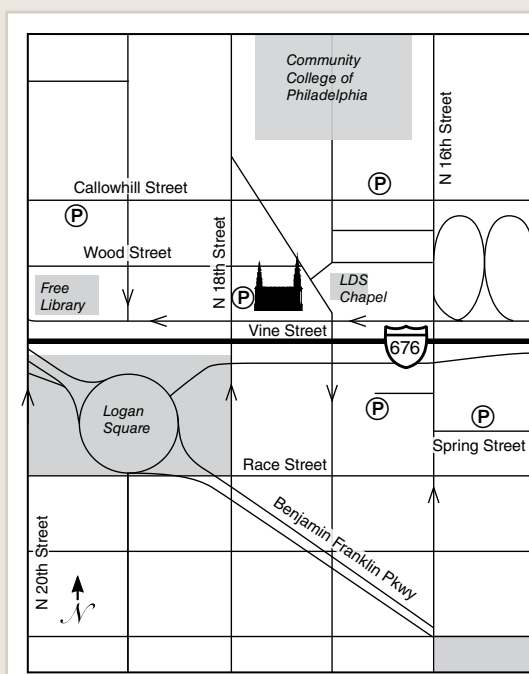 Community
College of
Philadelphia
N 16th Street
P
Callowhill Street
P
N 18th Street
Wood Street
Free
Library
P
LDS
Chapel
Vine Street
676
Logan
Square
P
P
Spring Street
Race Street
Benjamin Franklin Pkwy
N 20th Street
N